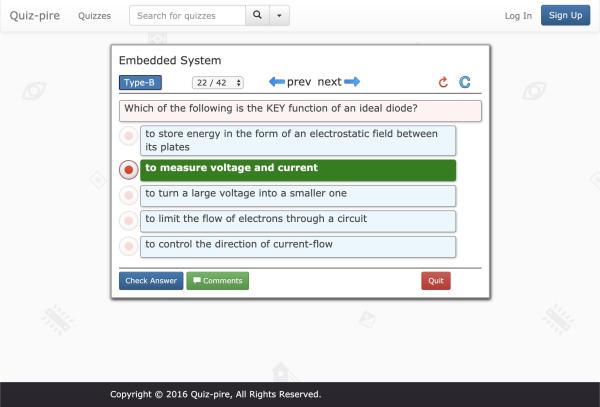 Quiz-pire Quizzes Search for quizzes Log In Sign Up
Embedded System
Type-B 22 / 42 prev next
Which of the following is the KEY function of an ideal diode?
to store energy in the form of an electrostatic field between
its plates
to measure voltage and current
to turn a large voltage into a smaller one
to limit the flow of electrons through a circuit
to control the direction of current-flow
Check Answer Comments Quit
Copyright © 2016 Quiz-pire, All Rights Reserved.